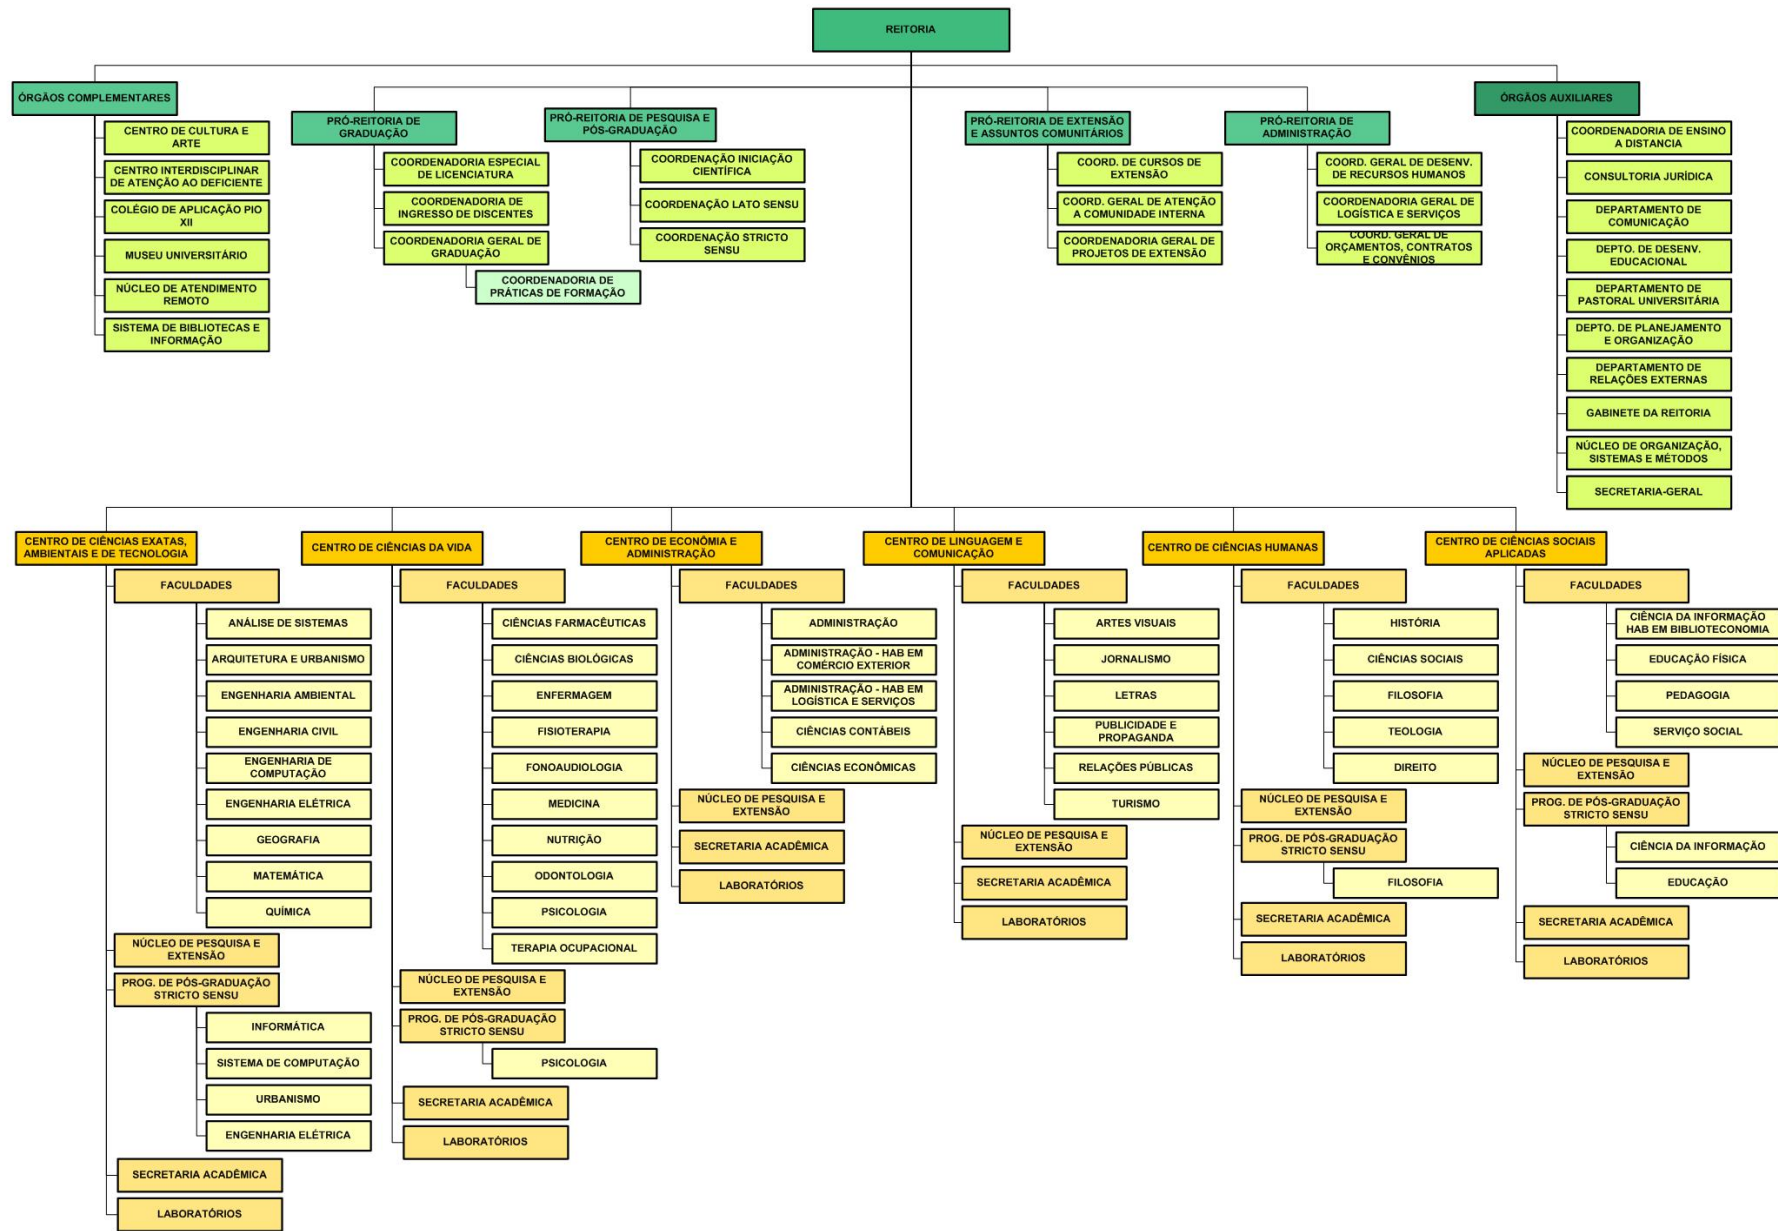 REITORIA
ÓRGÃOS COMPLEMENTARES
CENTRO DE CULTURA E
ARTE
CENTRO INTERDISCIPLINAR
DE ATENÇÃO AO DEFICIENTE
COLÉGIO DE APLICAÇÃO PIO
XII
MUSEU UNIVERSITÁRIO
NÚCLEO DE ATENDIMENTO
REMOTO
SISTEMA DE BIBLIOTECAS E
INFORMAÇÃO
PRÓ-REITORIA DE
GRADUAÇÃO
COORDENADORIA ESPECIAL
DE LICENCIATURA
COORDENADORIA DE
INGRESSO DE DISCENTES
COORDENADORIA GERAL DE
GRADUAÇÃO
COORDENADORIA DE
PRÁTICAS DE FORMAÇÃO
PRÓ-REITORIA DE PESQUISA E
PÓS-GRADUAÇÃO
COORDENAÇÃO INICIAÇÃO
CIENTÍFICA
COORDENAÇÃO LATO SENSU
COORDENAÇÃO STRICTO
SENSU
PRÓ-REITORIA DE EXTENSÃO
E ASSUNTOS COMUNITÁRIOS
COORD. DE CURSOS DE
EXTENSÃO
COORD. GERAL DE ATENÇÃO
A COMUNIDADE INTERNA
COORDENADORIA GERAL DE
PROJETOS DE EXTENSÃO
PRÓ-REITORIA DE
ADMINISTRAÇÃO
COORD. GERAL DE DESENV.
DE RECURSOS HUMANOS
COORDENADORIA GERAL DE
LOGÍSTICA E SERVIÇOS
COORD. GERAL DE
ORÇAMENTOS, CONTRATOS
E CONVÊNIOS
ÓRGÃOS AUXILIARES
COORDENADORIA DE ENSINO
A DISTANCIA
CONSULTORIA JURÍDICA
DEPARTAMENTO DE
COMUNICAÇÃO
DEPTO. DE DESENV.
EDUCACIONAL
DEPARTAMENTO DE
PASTORAL UNIVERSITÁRIA
DEPTO. DE PLANEJAMENTO
E ORGANIZAÇÃO
DEPARTAMENTO DE
RELAÇÕES EXTERNAS
GABINETE DA REITORIA
NÚCLEO DE ORGANIZAÇÃO,
SISTEMAS E MÉTODOS
SECRETARIA-GERAL
CENTRO DE CIÊNCIAS EXATAS,
AMBIENTAIS E DE TECNOLOGIA
FACULDADES
ANÁLISE DE SISTEMAS
ARQUITETURA E URBANISMO
ENGENHARIA AMBIENTAL
ENGENHARIA CIVIL
ENGENHARIA DE
COMPUTAÇÃO
ENGENHARIA ELÉTRICA
GEOGRAFIA
MATEMÁTICA
QUÍMICA
NÚCLEO DE PESQUISA E
EXTENSÃO
PROG. DE PÓS-GRADUAÇÃO
STRICTO SENSU
INFORMÁTICA
SISTEMA DE COMPUTAÇÃO
URBANISMO
ENGENHARIA ELÉTRICA
SECRETARIA ACADÊMICA
LABORATÓRIOS
CENTRO DE CIÊNCIAS DA VIDA
FACULDADES
CIÊNCIAS FARMACÊUTICAS
CIÊNCIAS BIOLÓGICAS
ENFERMAGEM
FISIOTERAPIA
FONOAUDIOLOGIA
MEDICINA
NUTRIÇÃO
ODONTOLOGIA
PSICOLOGIA
TERAPIA OCUPACIONAL
NÚCLEO DE PESQUISA E
EXTENSÃO
PROG. DE PÓS-GRADUAÇÃO
STRICTO SENSU
PSICOLOGIA
SECRETARIA ACADÊMICA
LABORATÓRIOS
CENTRO DE ECONÔMIA E
ADMINISTRAÇÃO
FACULDADES
ADMINISTRAÇÃO
ADMINISTRAÇÃO - HAB EM
COMÉRCIO EXTERIOR
ADMINISTRAÇÃO - HAB EM
LOGÍSTICA E SERVIÇOS
CIÊNCIAS CONTÁBEIS
CIÊNCIAS ECONÔMICAS
NÚCLEO DE PESQUISA E
EXTENSÃO
SECRETARIA ACADÊMICA
LABORATÓRIOS
CENTRO DE LINGUAGEM E
COMUNICAÇÃO
FACULDADES
ARTES VISUAIS
JORNALISMO
LETRAS
PUBLICIDADE E
PROPAGANDA
RELAÇÕES PÚBLICAS
TURISMO
NÚCLEO DE PESQUISA E
EXTENSÃO
SECRETARIA ACADÊMICA
LABORATÓRIOS
CENTRO DE CIÊNCIAS HUMANAS
FACULDADES
HISTÓRIA
CIÊNCIAS SOCIAIS
FILOSOFIA
TEOLOGIA
DIREITO
NÚCLEO DE PESQUISA E
EXTENSÃO
PROG. DE PÓS-GRADUAÇÃO
STRICTO SENSU
FILOSOFIA
SECRETARIA ACADÊMICA
LABORATÓRIOS
CENTRO DE CIÊNCIAS SOCIAIS
APLICADAS
FACULDADES
CIÊNCIA DA INFORMAÇÃO
HAB EM BIBLIOTECONOMIA
EDUCAÇÃO FÍSICA
PEDAGOGIA
SERVIÇO SOCIAL
NÚCLEO DE PESQUISA E
EXTENSÃO
PROG. DE PÓS-GRADUAÇÃO
STRICTO SENSU
CIÊNCIA DA INFORMAÇÃO
EDUCAÇÃO
SECRETARIA ACADÊMICA
LABORATÓRIOS